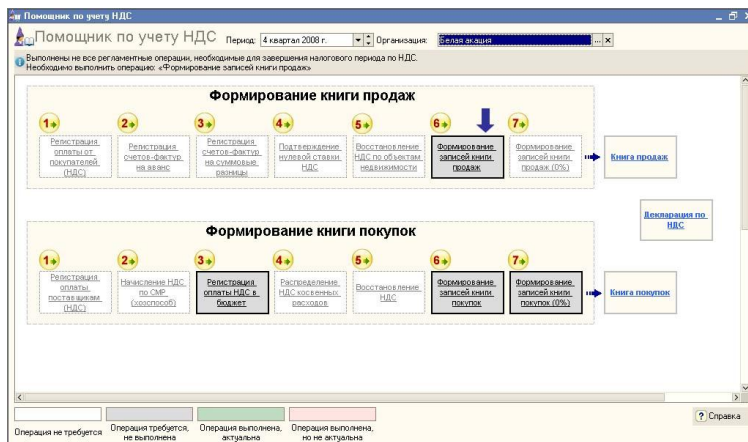 Помощник по учету НДС
Помощник по учету НДС Период: 4 квартал 2008 г. Организация: Белая акация ... ×
Выполнены не все регламентные операции, необходимые для завершения налогового периода по НДС.
Необходимо выполнить операцию: «Формирование записей книги продаж»
Формирование книги продаж
1 2 3 4 5 6 7
Регистрация
оплаты от
покупателей
(НДС)
Регистрация
счетов-фактур
на аванс
Регистрация
счетов-фактур
на суммовые
разницы
Подтверждение
нулевой ставки
НДС
Восстановление
НДС по объектам
недвижимости
Формирование
записей книги
продаж
Формирование
записей книги
продаж (0%)
Книга продаж
Декларация по
НДС
Формирование книги покупок
1 2 3 4 5 6 7
Регистрация
оплаты
поставщикам
(НДС)
Начисление НДС
по СМР
(хозспособ)
Регистрация
оплаты НДС в
бюджет
Распределение
НДС косвенных
расходов
Восстановление
НДС
Формирование
записей книги
покупок
Формирование
записей книги
покупок (0%)
Книга покупок
Операция не требуется
Операция требуется,
не выполнена
Операция выполнена,
актуальна
Операция выполнена,
но не актуальна
? Справка